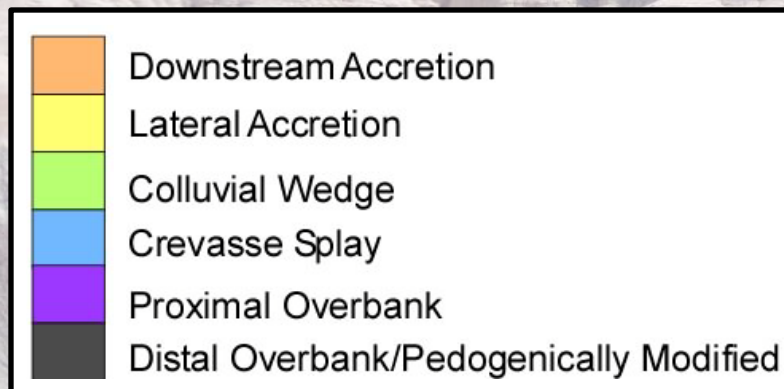 Downstream Accretion
Lateral Accretion
Colluvial Wedge
Crevasse Splay
Proximal Overbank
Distal Overbank/Pedogenically Modified